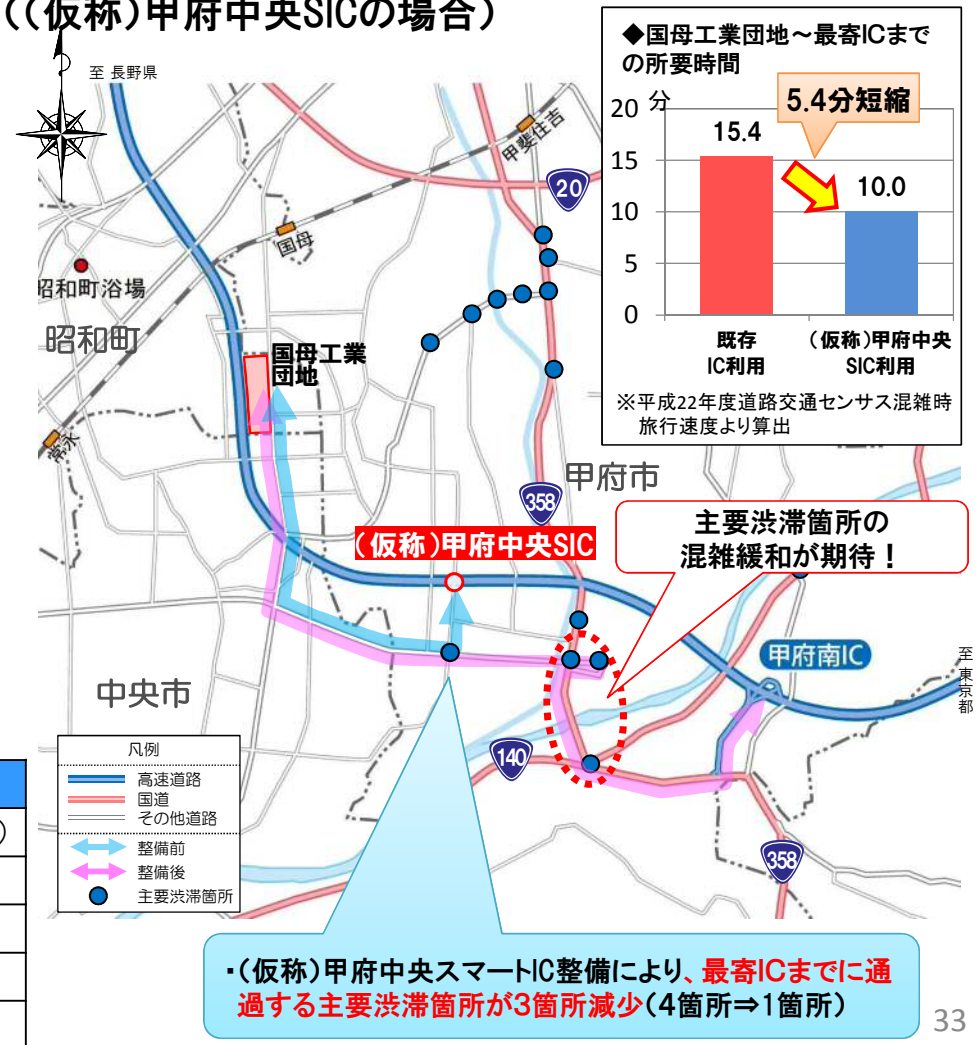 ((仮称)甲府中央SICの場合)
至 長野県
◆国母工業団地～最寄ICまで
の所要時間
分
5.4分短縮
20
15
10
5
0
15.4
10.0
既存
IC利用
(仮称)甲府中央
SIC利用
※平成22年度道路交通センサス混雑時
旅行速度より算出
甲斐住吉
20
国母
昭和町浴場
昭和町
国母工業
団地
常永
甲府市
358
(仮称)甲府中央SIC
主要渋滞箇所の
混雑緩和が期待！
甲府南IC
至 東京都
中央市
140
358
凡例
高速道路
国道
その他道路
整備前
整備後
主要渋滞箇所
)
・(仮称)甲府中央スマートIC整備により、最寄ICまでに通
過する主要渋滞箇所が3箇所減少(4箇所⇒1箇所)
33